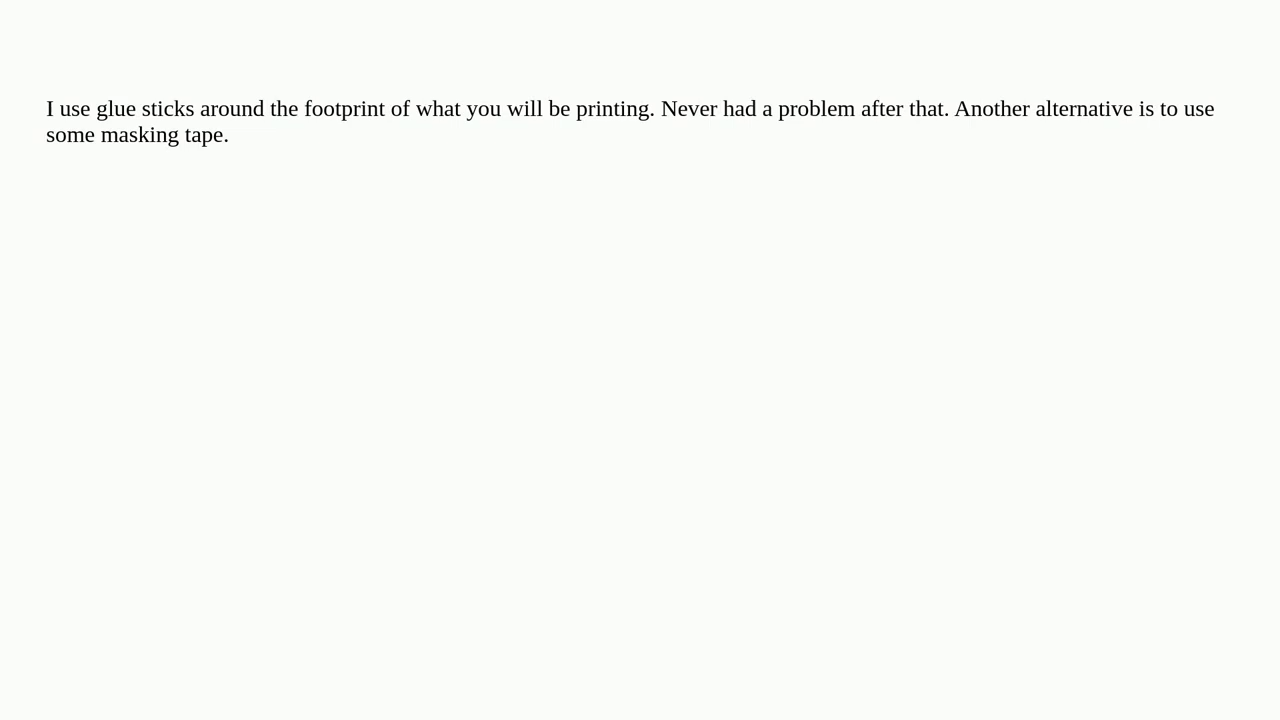 I use glue sticks around the footprint of what you will be printing. Never had a problem after that. Another alternative is to use
some masking tape.